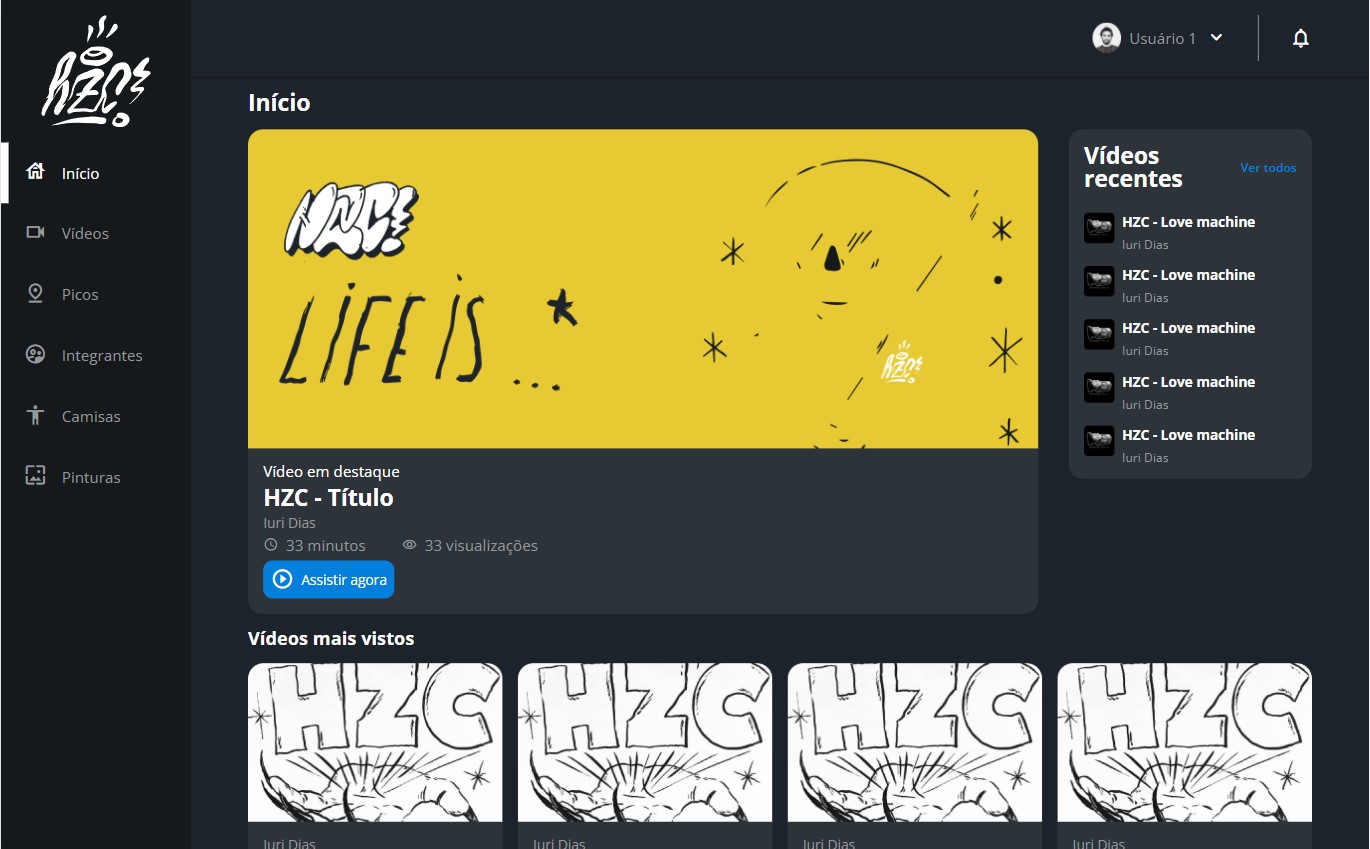 HZC!
Usuário 1
Início
Vídeos
Picos
Integrantes
Camisas
Pinturas
Início
HZC!
LIFE IS ...
HZC!
Vídeo em destaque
HZC - Título
Iuri Dias
33 minutos
33 visualizações
Assistir agora
Vídeos
recentes
Ver todos
HZC - Love machine
Iuri Dias
HZC - Love machine
Iuri Dias
HZC - Love machine
Iuri Dias
HZC - Love machine
Iuri Dias
HZC - Love machine
Iuri Dias
Vídeos mais vistos
HZC
HZC
HZC
HZC
Iuri Dias
Iuri Dias
Iuri Dias
Iuri Dias